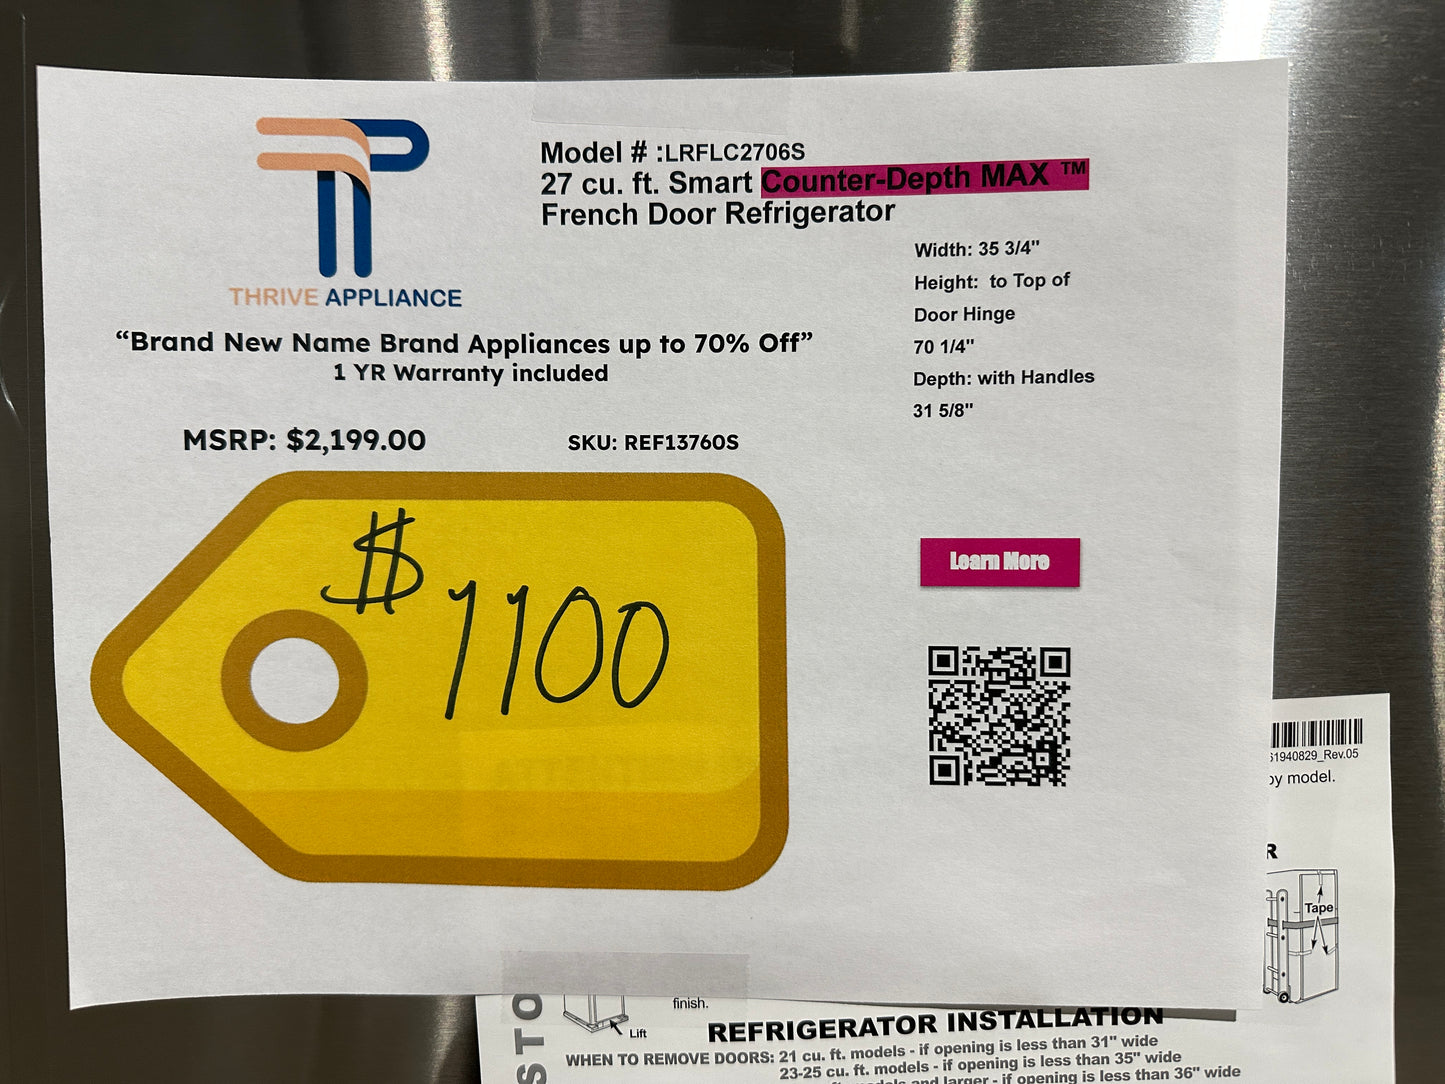 Model # :LRFLC2706S
27 cu. ft. Smart Counter-Depth MAX ™
French Door Refrigerator
THRIVE APPLIANCE
“Brand New Name Brand Appliances up to 70% Off”
1 YR Warranty included
MSRP: $2,199.00
SKU: REF13760S
Width: 35 3/4"
Height: to Top of
Door Hinge
70 1/4"
Depth: with Handles
31 5/8"
$1100
Learn More
61940829_Rev.05
by model.
R
Tape
STO
finish.
Lift
REFRIGERATOR INSTALLATION
WHEN TO REMOVE DOORS: 21 cu. ft. models - if opening is less than 31" wide
23-25 cu. ft. models - if opening is less than 35" wide
models and larger - if opening is less than 36" wide